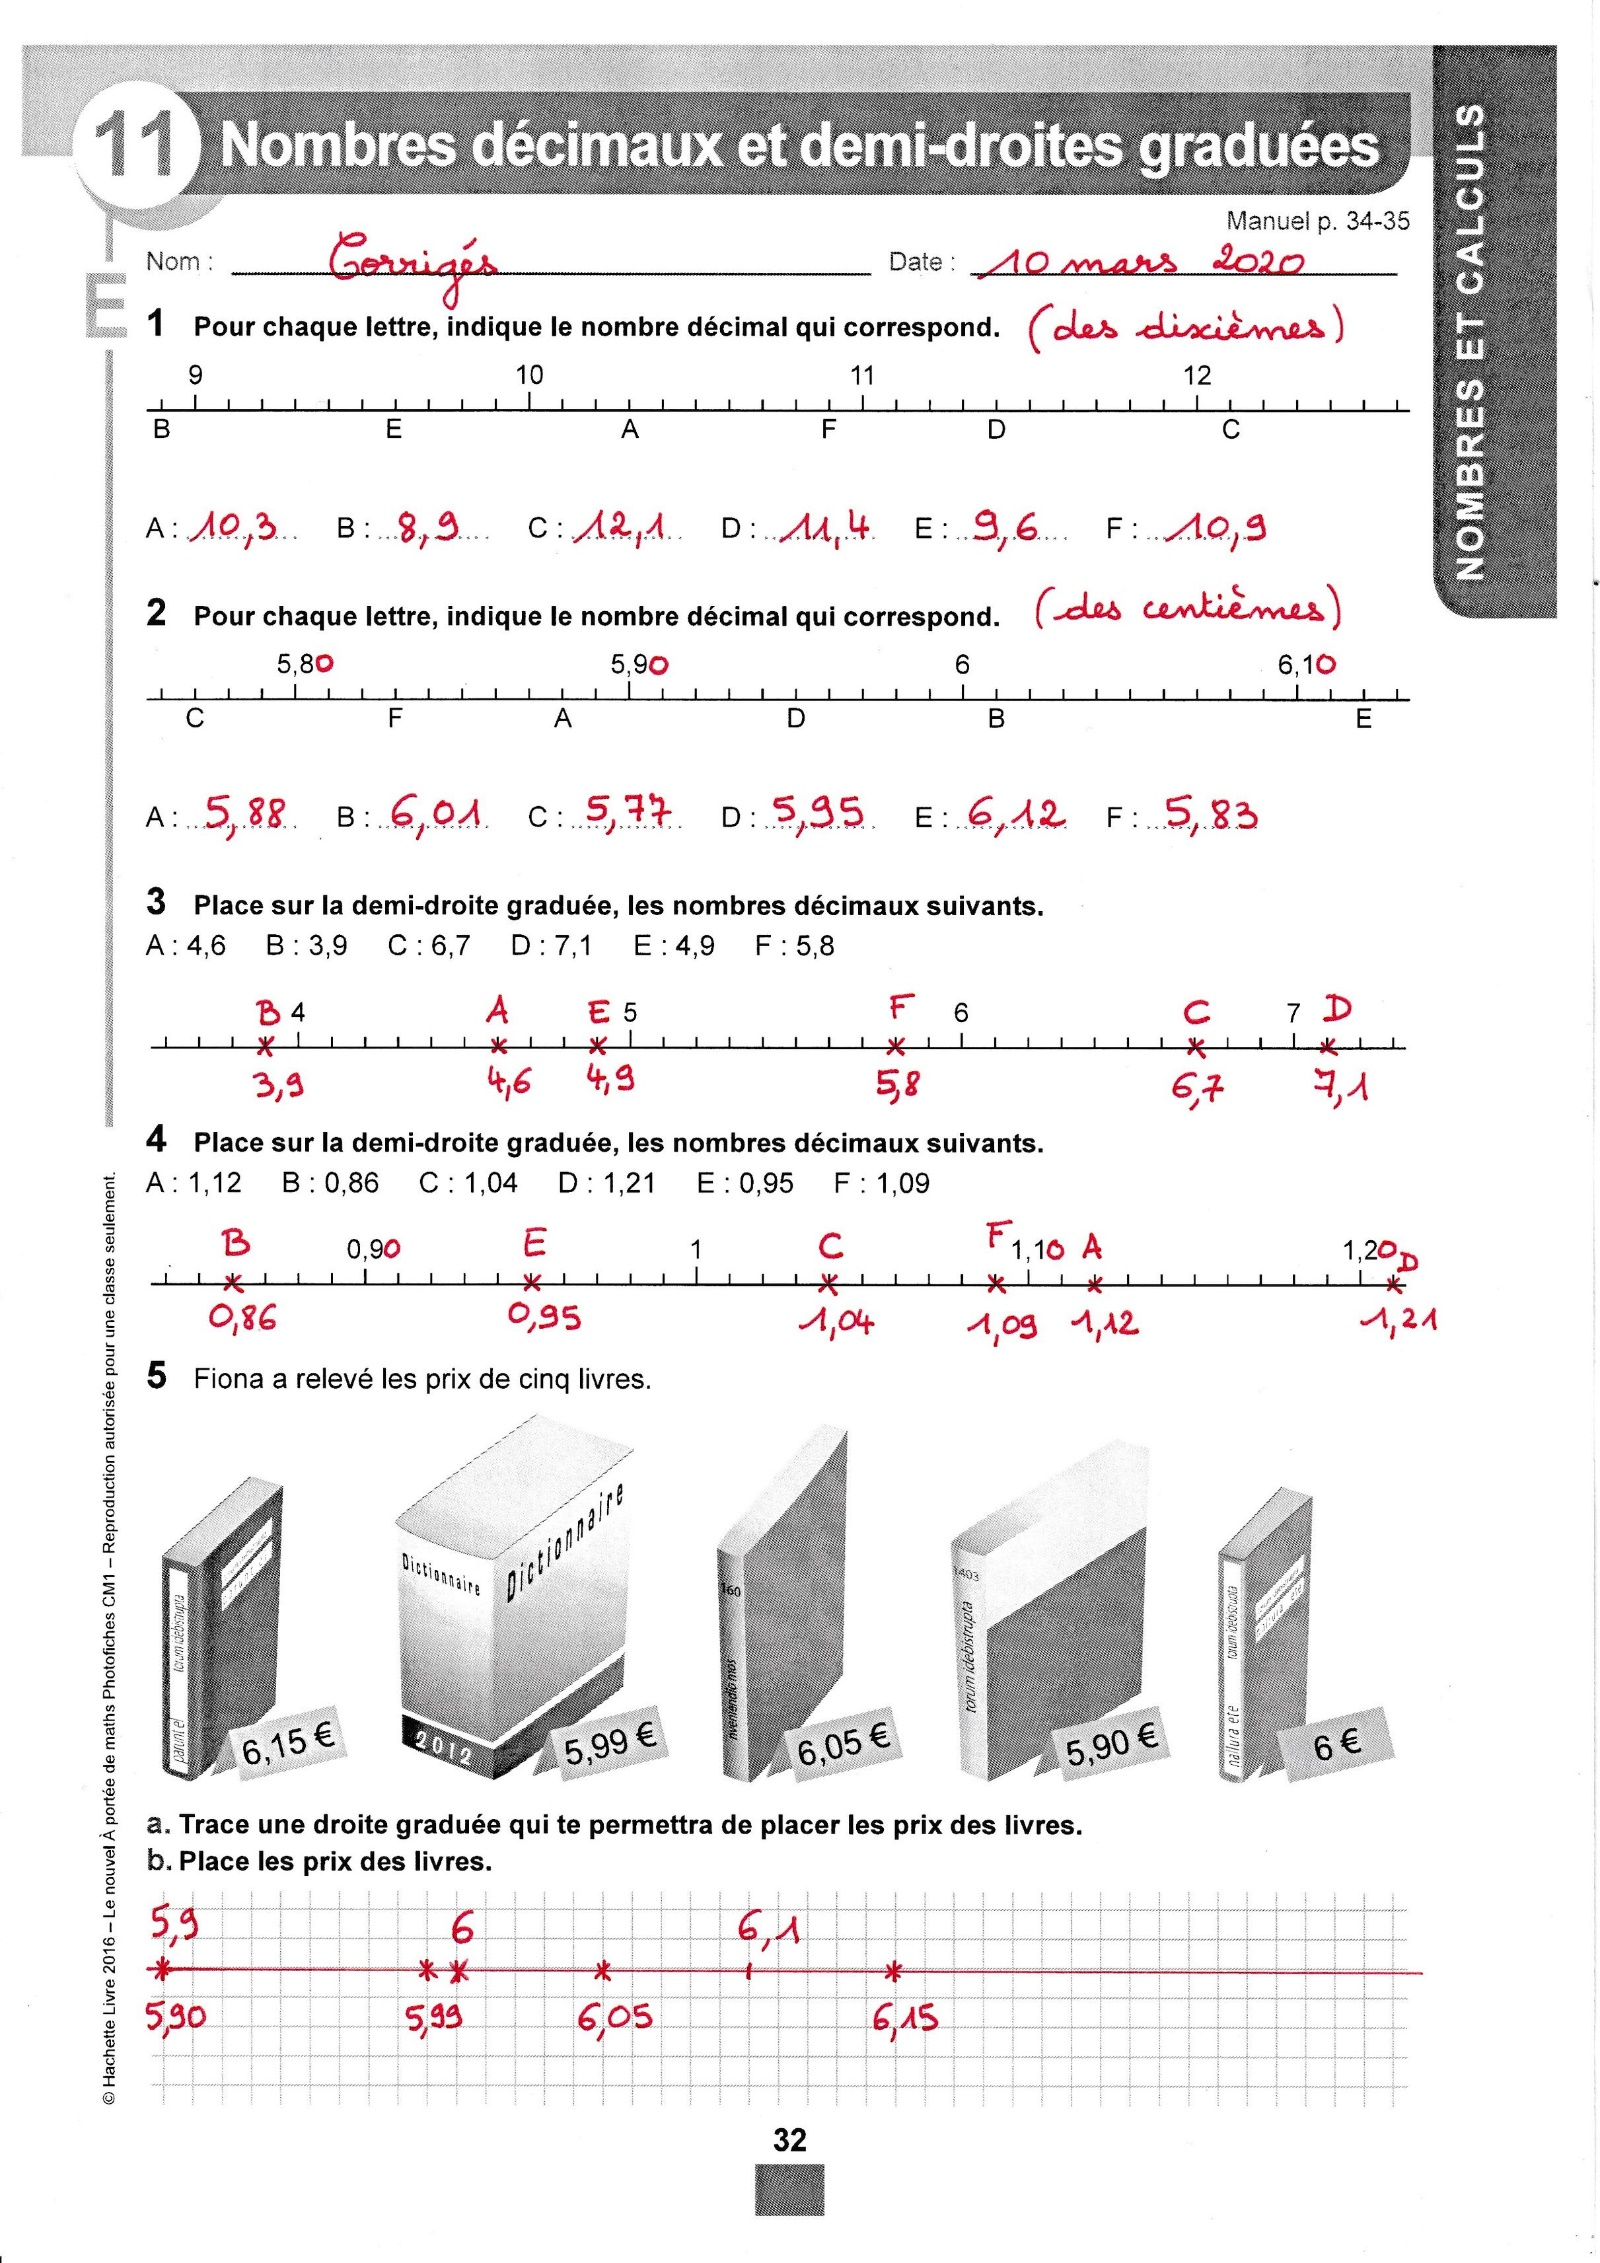 11 Nombres décimaux et demi-droites graduées
NOMBRES ET CALCULS
Manuel p. 34-35
Nom : Corrigés Date : 10 mars 2020
E
1 Pour chaque lettre, indique le nombre décimal qui correspond. (des dixièmes)
9 10 11 12
B E A F D C
A : 10,3 B : 8,9 C : 12,1 D : 11,4 E : 9,6 F : 10,9
2 Pour chaque lettre, indique le nombre décimal qui correspond. (des centièmes)
5,80 5,90 6 6,10
C F A D B E
A : 5,88 B : 6,01 C : 5,77 D : 5,95 E : 6,12 F : 5,83
3 Place sur la demi-droite graduée, les nombres décimaux suivants.
A : 4,6 B : 3,9 C : 6,7 D : 7,1 E : 4,9 F : 5,8
B 4 A E 5 F 6 C 7 D
3,9 4,6 4,9 5,8 6,7 7,1
4 Place sur la demi-droite graduée, les nombres décimaux suivants.
A : 1,12 B : 0,86 C : 1,04 D : 1,21 E : 0,95 F : 1,09
B 0,90 E 1 C F 1,10 A 1,20 D
0,86 0,95 1,04 1,09 1,12 1,21
5 Fiona a relevé les prix de cinq livres.
Dictionnaire Dictionnaire
2012
160
1403
forum idebistrupta
6,15 € 5,99 € 6,05 € 5,90 € 6 €
a. Trace une droite graduée qui te permettra de placer les prix des livres.
b. Place les prix des livres.
5,9 6 6,1
5,90 5,99 6,05 6,15
© Hachette Livre 2016 – Le nouvel À portée de maths Photofiches CM1 – Reproduction autorisée pour une classe seulement.
32